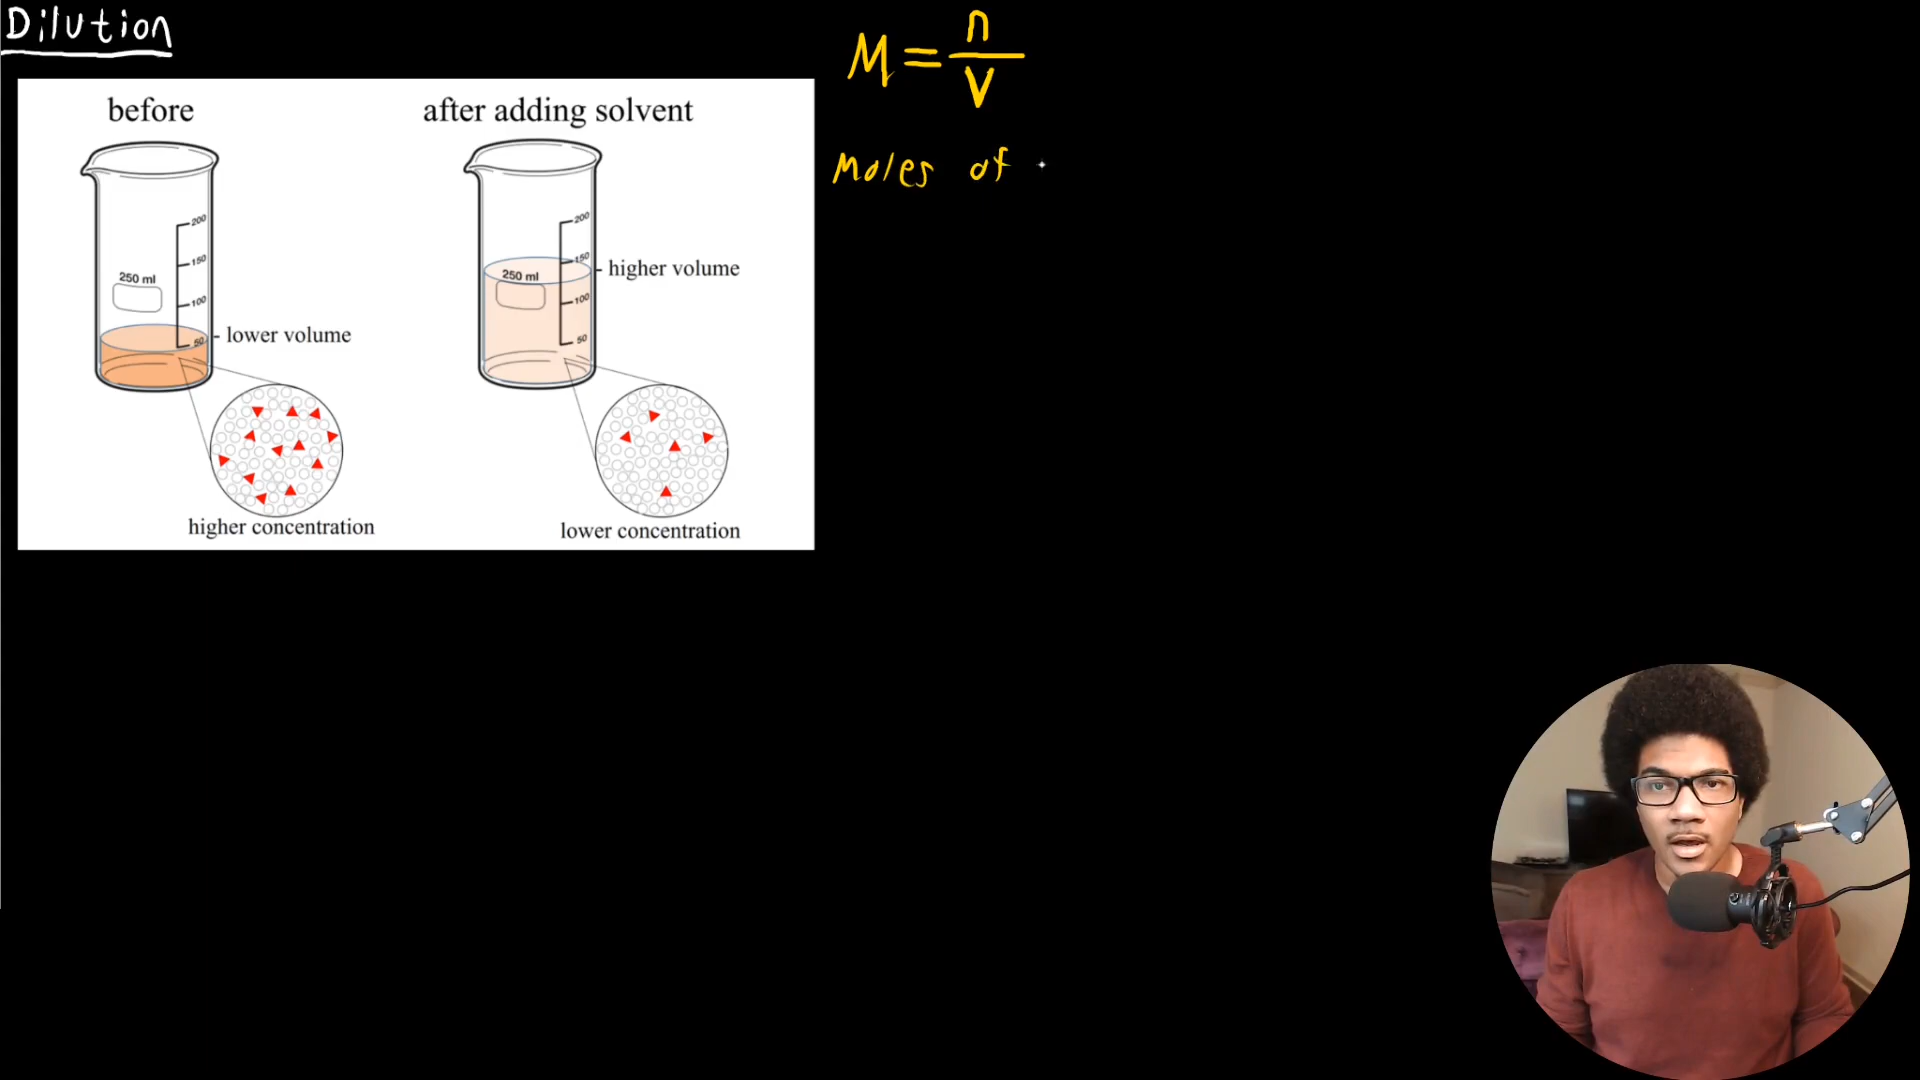 Dilution
M = n / V
Moles of
before
after adding solvent
200
150
250 ml
100
50
lower volume
200
150
250 ml
100
50
higher volume
higher concentration
lower concentration